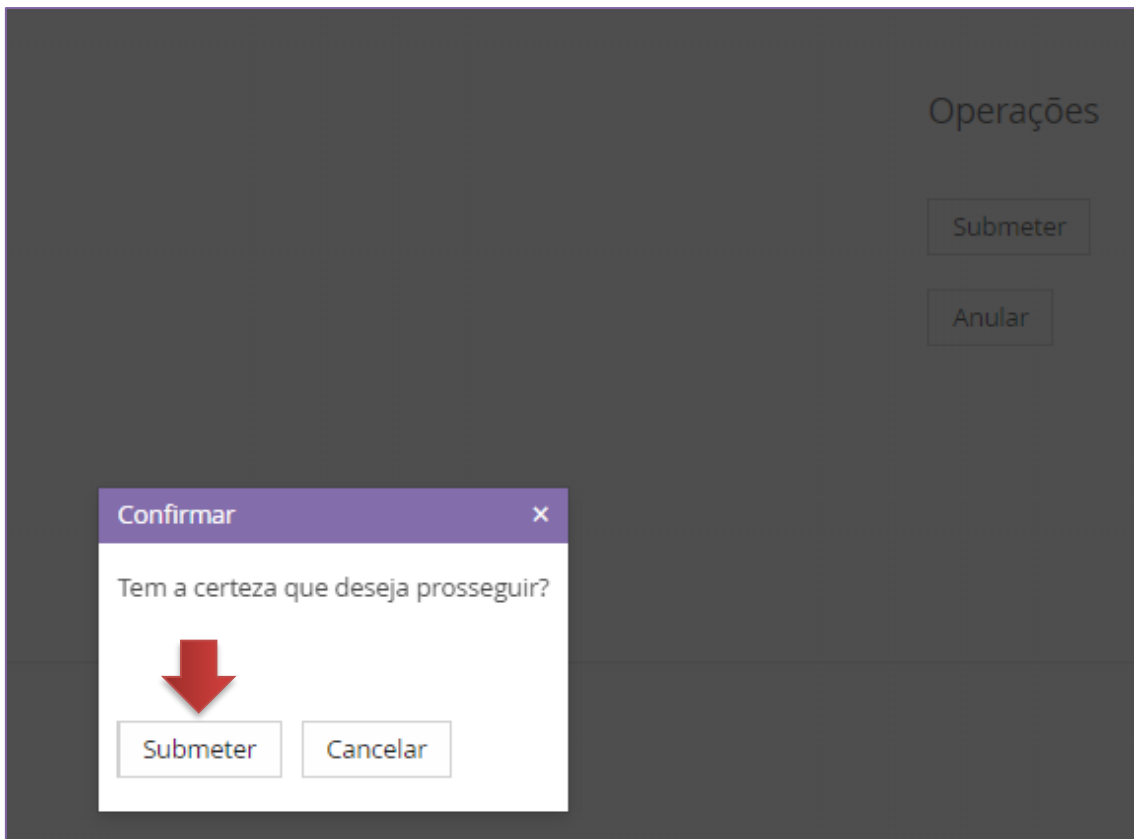 Operações
Submeter
Anular
Confirmar ×
Tem a certeza que deseja prosseguir?
Submeter Cancelar